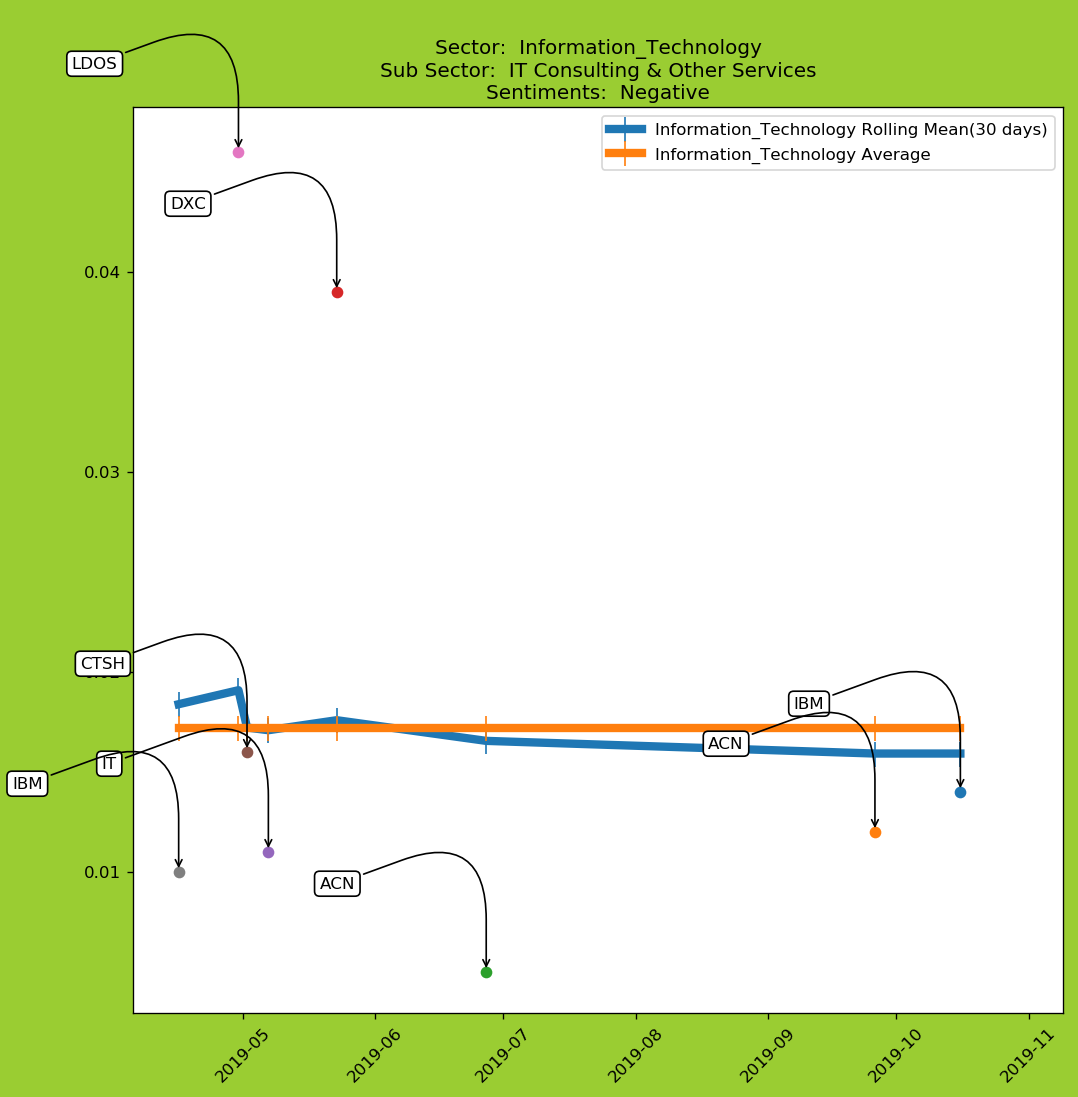 LDOS
Sector:  Information_Technology
Sub Sector:  IT Consulting & Other Services
Sentiments:  Negative
Information_Technology Rolling Mean(30 days)
Information_Technology Average
DXC
0.04
0.03
CTSH
IBM
ACN
IT
IBM
0.01
ACN
2019-05
2019-06
2019-07
2019-08
2019-09
2019-10
2019-11